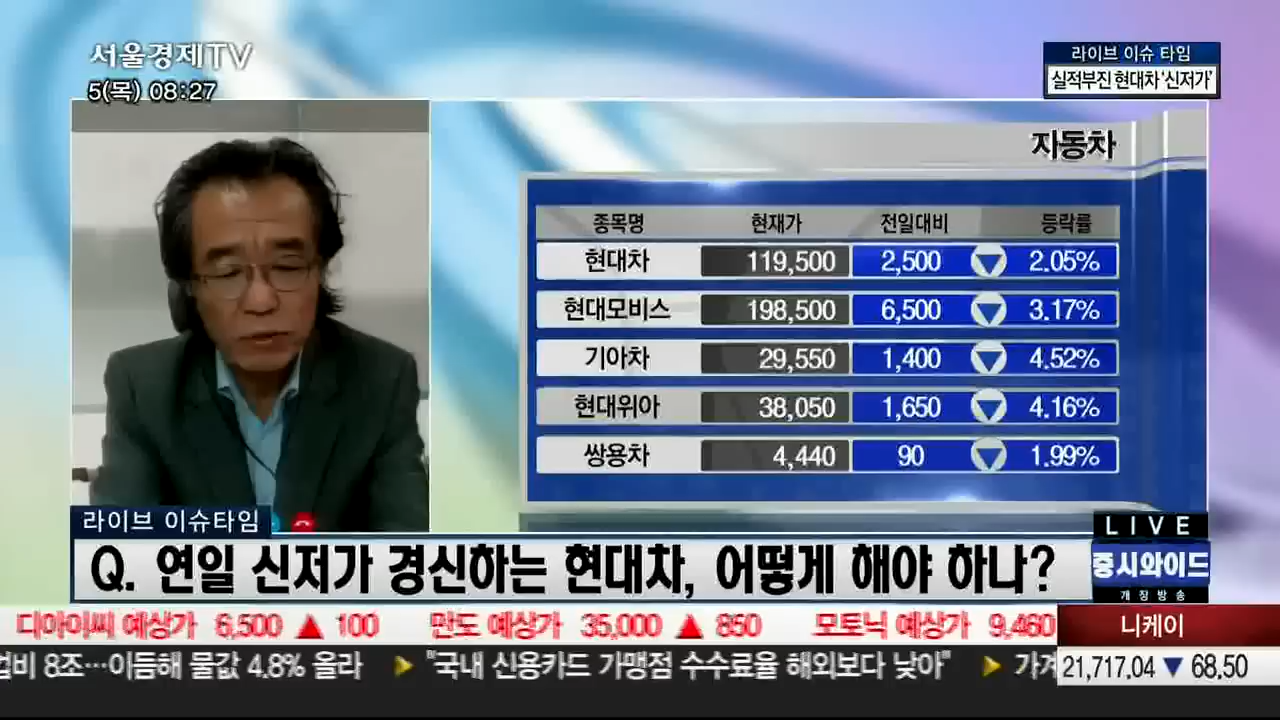 서울경제TV
5(목) 08:27
라이브 이슈 타임
실적부진 현대차 '신저가'
자동차
종목명 현재가 전일대비 등락률
현대차 119,500 2,500 ▽ 2.05%
현대모비스 198,500 6,500 ▽ 3.17%
기아차 29,550 1,400 ▽ 4.52%
현대위아 38,050 1,650 ▽ 4.16%
쌍용차 4,440 90 ▽ 1.99%
라이브 이슈타임
LIVE
Q. 연일 신저가 경신하는 현대차, 어떻게 해야 하나?
증시와이드
개장방송
디아이씨 예상가 6,500 ▲ 100 만도 예상가 35,000 ▲ 850 모토닉 예상가 9,460
니케이
8조…이듬해 물값 4.8% 올라 ▶ "국내 신용카드 가맹점 수수료율 해외보다 낮아" ▶
21,717.04 ▼ 68.50